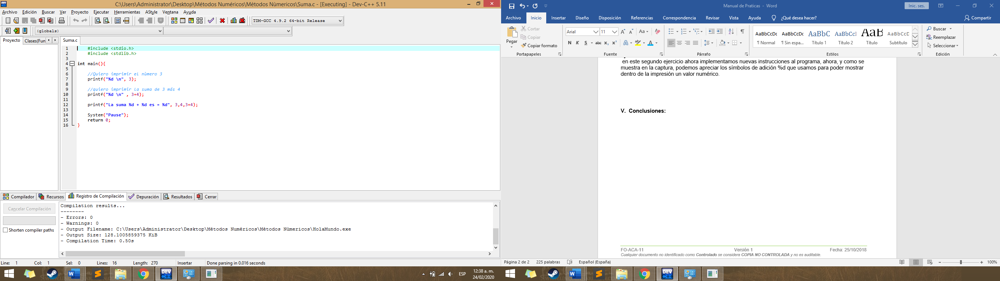 C:\Users\Administrator\Desktop\Métodos Numéricos\Mètodos Nùmericos\Suma.c - [Executing] - Dev-C++ 5.11
Archivo Edición Buscar Ver Proyecto Ejecutar Herramientas AStyle Ventana Ayuda
TDM-GCC 4.9.2 64-bit Release
(globals)
Proyecto Clases(Fun
Suma.c
1 #include <stdio.h>
2 #include <stdlib.h>
3
4 int main(){
5
6 //Quiero imprimir el nùmero 3
7 printf("%d \n", 3);
8
9 //quiero imprimir la suma de 3 más 4
10 printf("%d \n" , 3+4);
11
12 printf("La suma %d + %d es = %d", 3,4,3+4);
13
14 System("Pause");
15 return 0;
16 }
Compilador Recursos Registro de Compilación Depuración Resultados Cerrar
Cancelar Compilación
Shorten compiler paths
Compilation results...
--------
- Errors: 0
- Warnings: 0
- Output Filename: C:\Users\Administrator\Desktop\Métodos Numéricos\Mètodos Nùmericos\HolaMundo.exe
- Output Size: 128.1005859375 KiB
- Compilation Time: 0.50s
Line: 1 Col: 1 Sel: 0 Lines: 16 Length: 270 Insertar Done parsing in 0.016 seconds
DEV C++
ESP
12:38 a. m.
24/02/2020
Manual de Praticas - Word
Inic. ses.
Archivo Inicio Insertar Diseño Disposición Referencias Correspondencia Revisar Vista Ayuda ¿Qué desea hacer? Compartir
Pegar
Cortar
Copiar
Copiar formato
Portapapeles
Arial 11
N K S abc x₂ x²
Aa
Fuente
Párrafo
AaBbCcDc AaBbCcDc AaBbC AaBbCcI AaB AaBbCcD
¶ Normal ¶ Sin espa... Título 1 Título 2 Título Subtítulo
Estilos
Buscar
Reemplazar
Seleccionar
Edición
en este segundo ejercicio ahora implementamos nuevas instrucciones al programa, ahora, y como se
muestra en la captura, podemos apreciar los símbolos de adición %d que usamos para poder mostrar
dentro de la impresión un valor numérico.
V. Conclusiones:
FO-ACA-11 Versión 1 Fecha: 25/10/2018
Cualquier documento no identificado como Controlado se considera COPIA NO CONTROLADA y no es auditable.
Página 2 de 2 225 palabras Español (España) 100%
DEV C++